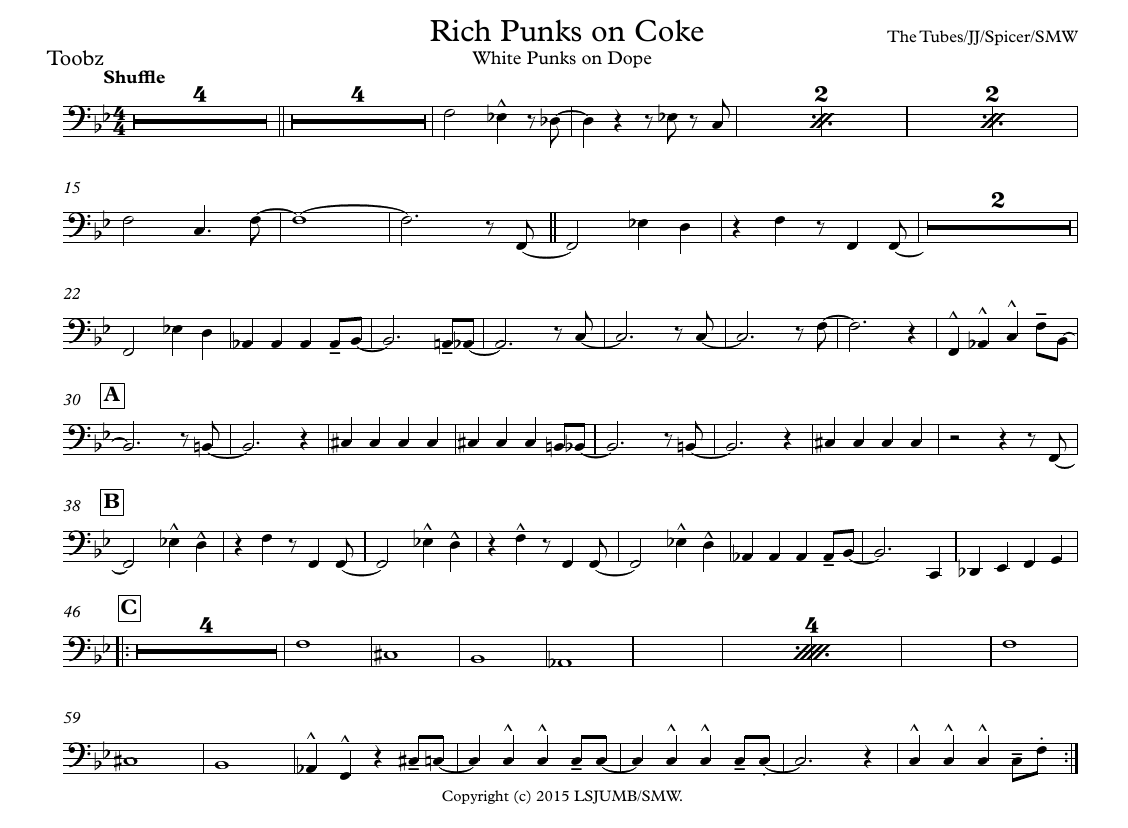 Rich Punks on Coke
The Tubes/JJ/Spicer/SMW
Toobz
White Punks on Dope
Shuffle
4 4 2 2
15
2
22
30 A
38 B
46 C
4 4
59
Copyright (c) 2015 LSJUMB/SMW.